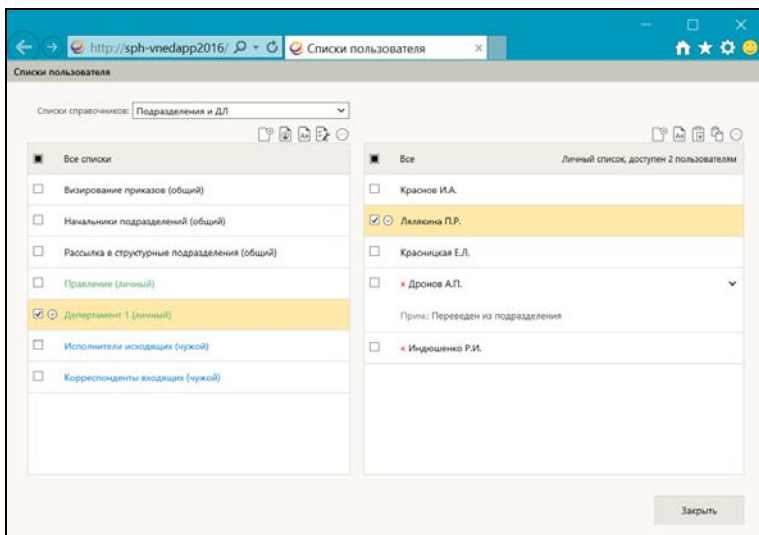 http://sph-vnedapp2016/
Списки пользователя
Списки пользователя
Списки справочников: Подразделения и ДЛ
Все списки
Визирование приказов (общий)
Начальники подразделений (общий)
Рассылка в структурные подразделения (общий)
Правление (личный)
Департамент 1 (личный)
Исполнители исходящих (чужой)
Корреспонденты входящих (чужой)
Все Личный список, доступен 2 пользователям
Краснов И.А.
Лялякина П.Р.
Красницкая Е.Л.
× Дронов А.П.
Прим.: Переведен из подразделения
× Индюшенко Р.И.
Закрыть